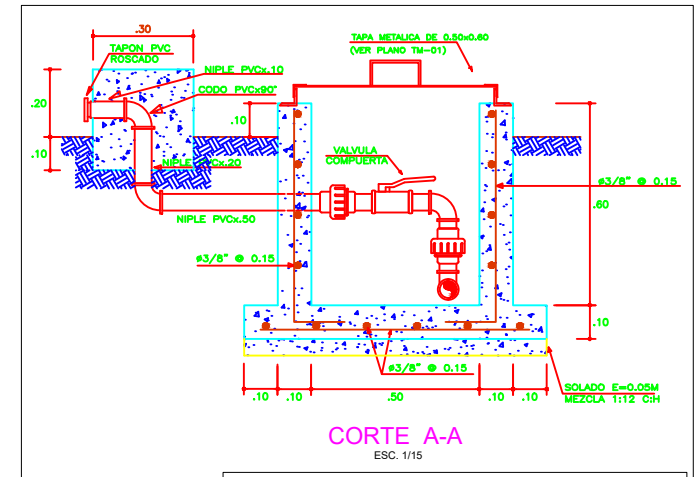 .30
TAPON PVC
ROSCADO
NIPLE PVCx.10
CODO PVCx90°
TAPA METALICA DE 0.50x0.60
(VER PLANO TM-01)
.20
.10
.10
VALVULA
COMPUERTA
NIPLE PVCx.20
NIPLE PVCx.50
ø3/8" @ 0.15
.60
ø3/8" @ 0.15
.10
ø3/8" @ 0.15
.10
.10
.50
.10
.10
SOLADO E=0.05M
MEZCLA 1:12 C:H
CORTE A-A
ESC. 1/15